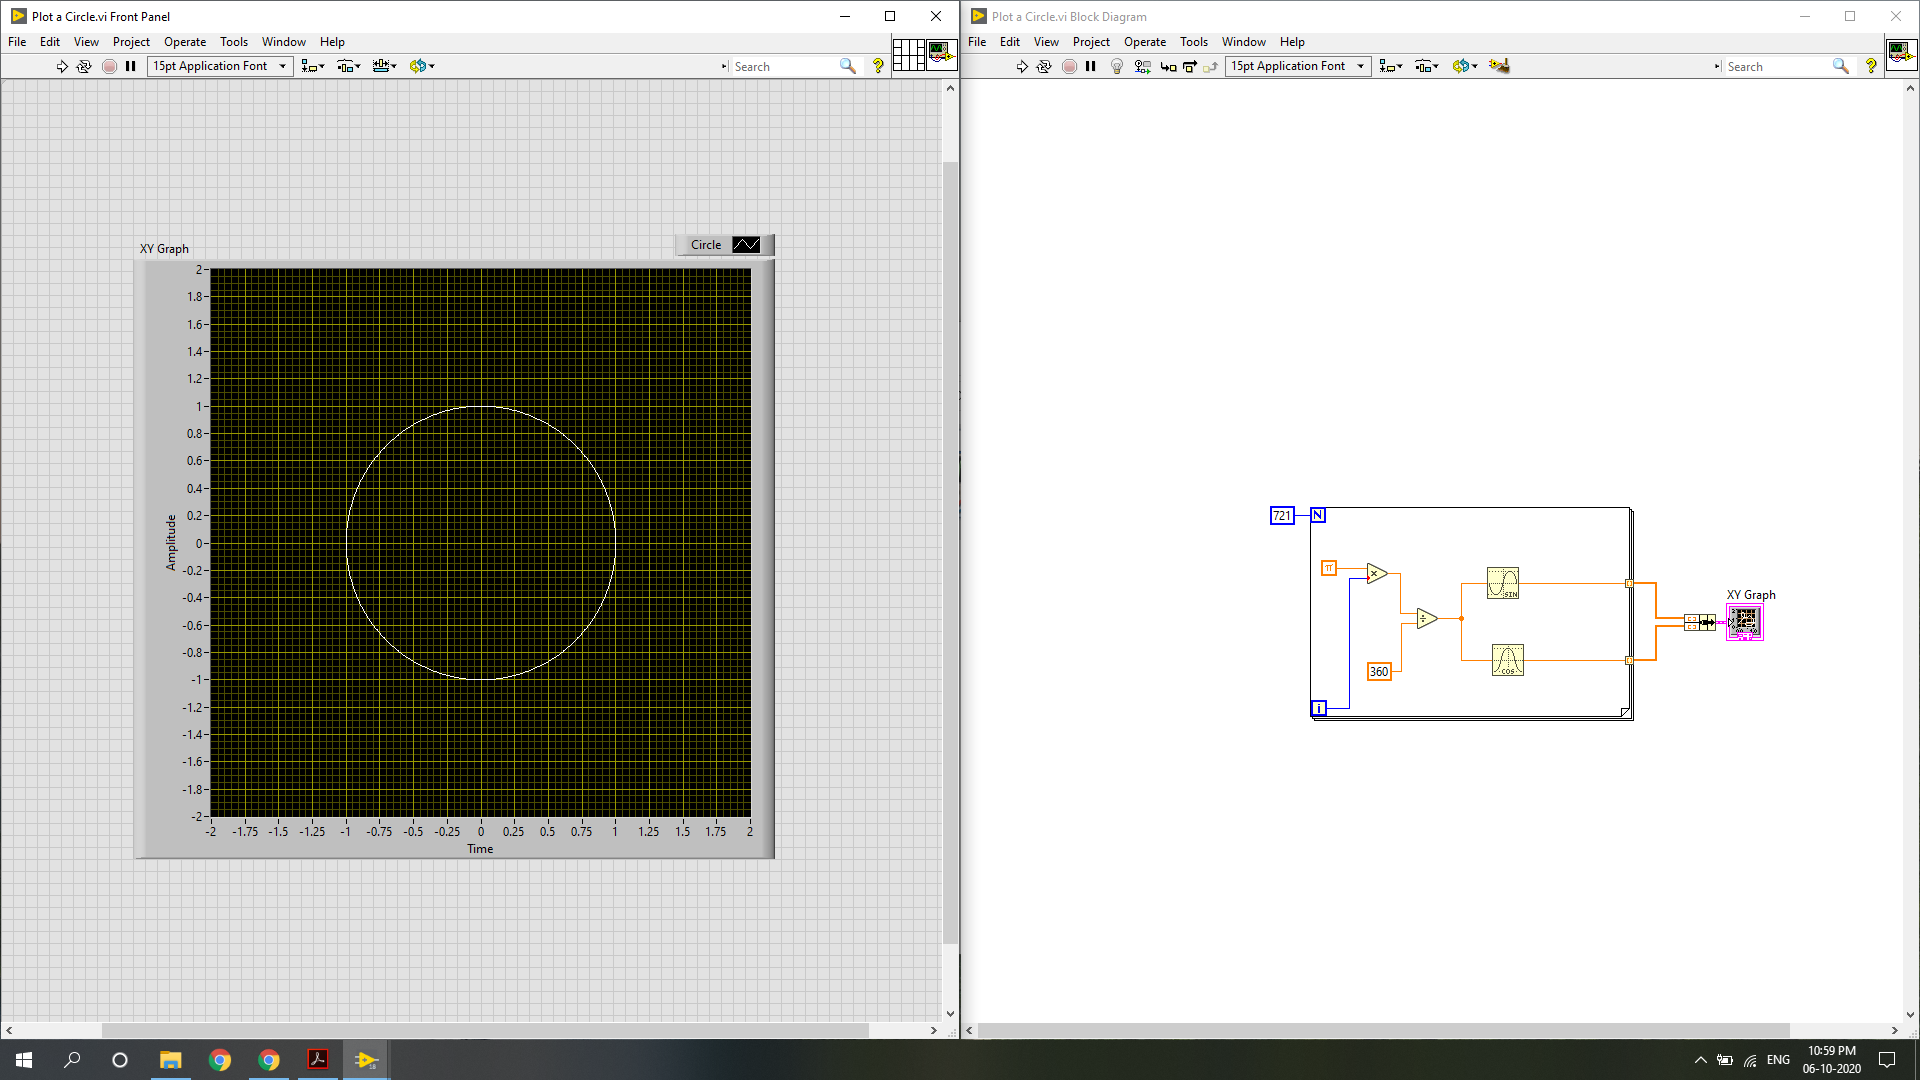 Plot a Circle.vi Front Panel
File Edit View Project Operate Tools Window Help
15pt Application Font
Search
?
XY Graph
Circle
2
1.8
1.6
1.4
1.2
1
0.8
0.6
0.4
0.2
0
-0.2
-0.4
-0.6
-0.8
-1
-1.2
-1.4
-1.6
-1.8
-2
Amplitude
-2 -1.75 -1.5 -1.25 -1 -0.75 -0.5 -0.25 0 0.25 0.5 0.75 1 1.25 1.5 1.75 2
Time
Plot a Circle.vi Block Diagram
File Edit View Project Operate Tools Window Help
15pt Application Font
Search
?
721 N
π
×
SIN
÷
XY Graph
360
COS
i
ENG
10:59 PM
06-10-2020